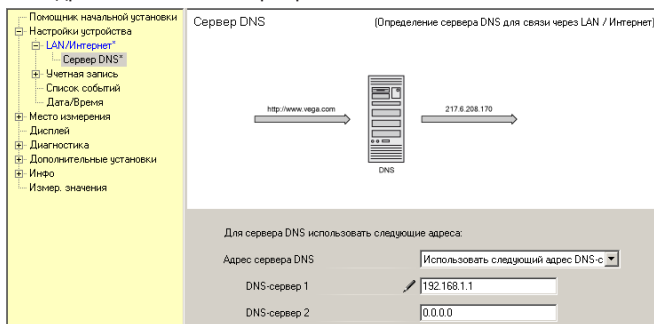 Помощник начальной установки
Настройки устройства
LAN/Интернет*
Сервер DNS*
Учетная запись
Список событий
Дата/Время
Место измерения
Дисплей
Диагностика
Дополнительные установки
Инфо
Измер. значения
Сервер DNS
(Определение сервера DNS для связи через LAN / Интернет)
http://www.vega.com
217.6.208.170
DNS
Для сервера DNS использовать следующие адреса:
Адрес сервера DNS
Использовать следующий адрес DNS-с
DNS-сервер 1
192.168.1.1
DNS-сервер 2
0.0.0.0